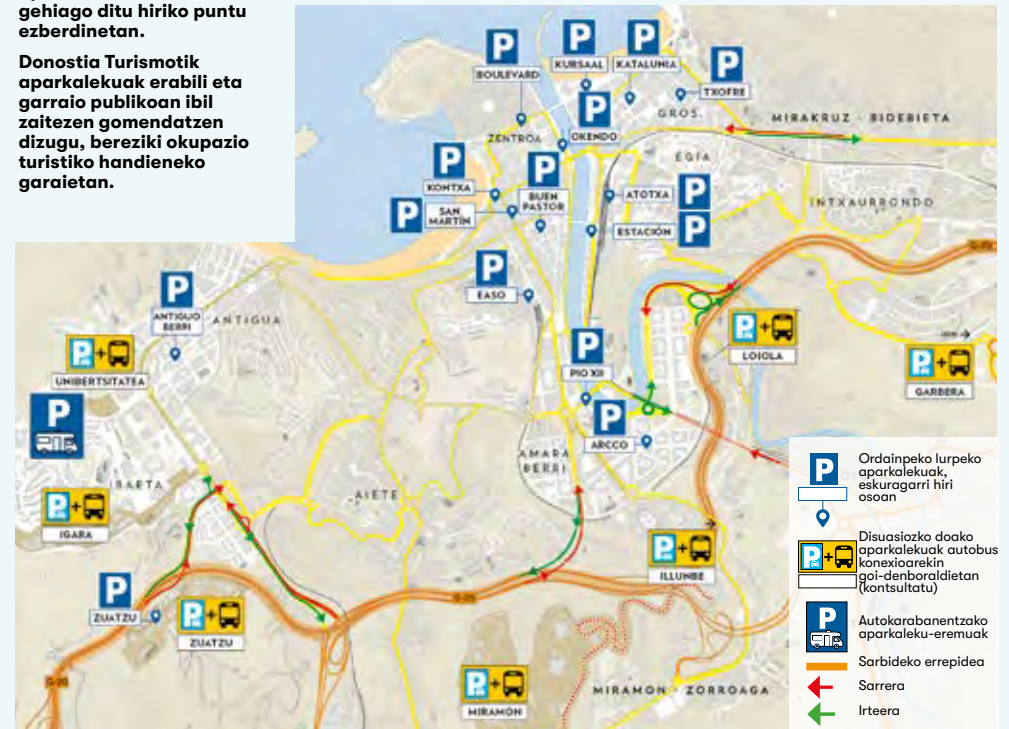 gehiago ditu hiriko puntu
ezberdinetan.
Donostia Turismotik
aparkalekuak erabili eta
garraio publikoan ibil
zaitezen gomendatzen
dizugu, bereziki okupazio
turistiko handieneko
garaietan.
P
BOULEVARD
P
KURSAAL
P
KATALUNIA
P
TXOFRE
P
OKENDO
GROS.
ZENTROA
MIRAKRUZ - BIDEBIETA
EGIA
INTXAURRONDO
P
KONTXA
P
BUEN
PASTOR
P
SAN
MARTÍN
ATOTXA
P
ESTACIÓN
P
P
EASO
P
ANTIGUO
BERRI
ANTIGUA
P+
UNIBERTSITATEA
P
P+
LOIOLA
P+
GARBERA
P
PIO XII
P
ARCCO
AMARA
BERRI
IBAETA
AIETE
P+
IGARA
P+
ILLUNBE
P
ZUATZU
P+
ZUATZU
G-20
G-20
G-20
P+
MIRAMÓN
MIRAMON - ZORROAGA
P
Ordainpeko lurpeko
aparkalekuak,
eskuragarri hiri
osoan
P+
Disuasiozko doako
aparkalekuak autobus
konexioarekin
goi-denboraldietan
(kontsultatu)
P
Autokarabanentzako
aparkaleku-eremuak
Sarbideko errepidea
Sarrera
Irteera